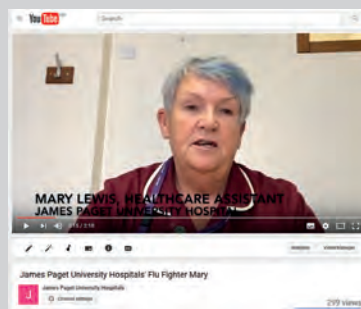 YouTube
Search
MARY LEWIS, HEALTHCARE ASSISTANT
JAMES PAGET UNIVERSITY HOSPITAL
James Paget University Hospitals' Flu Fighter Mary
J
James Paget University Hospitals
299 views